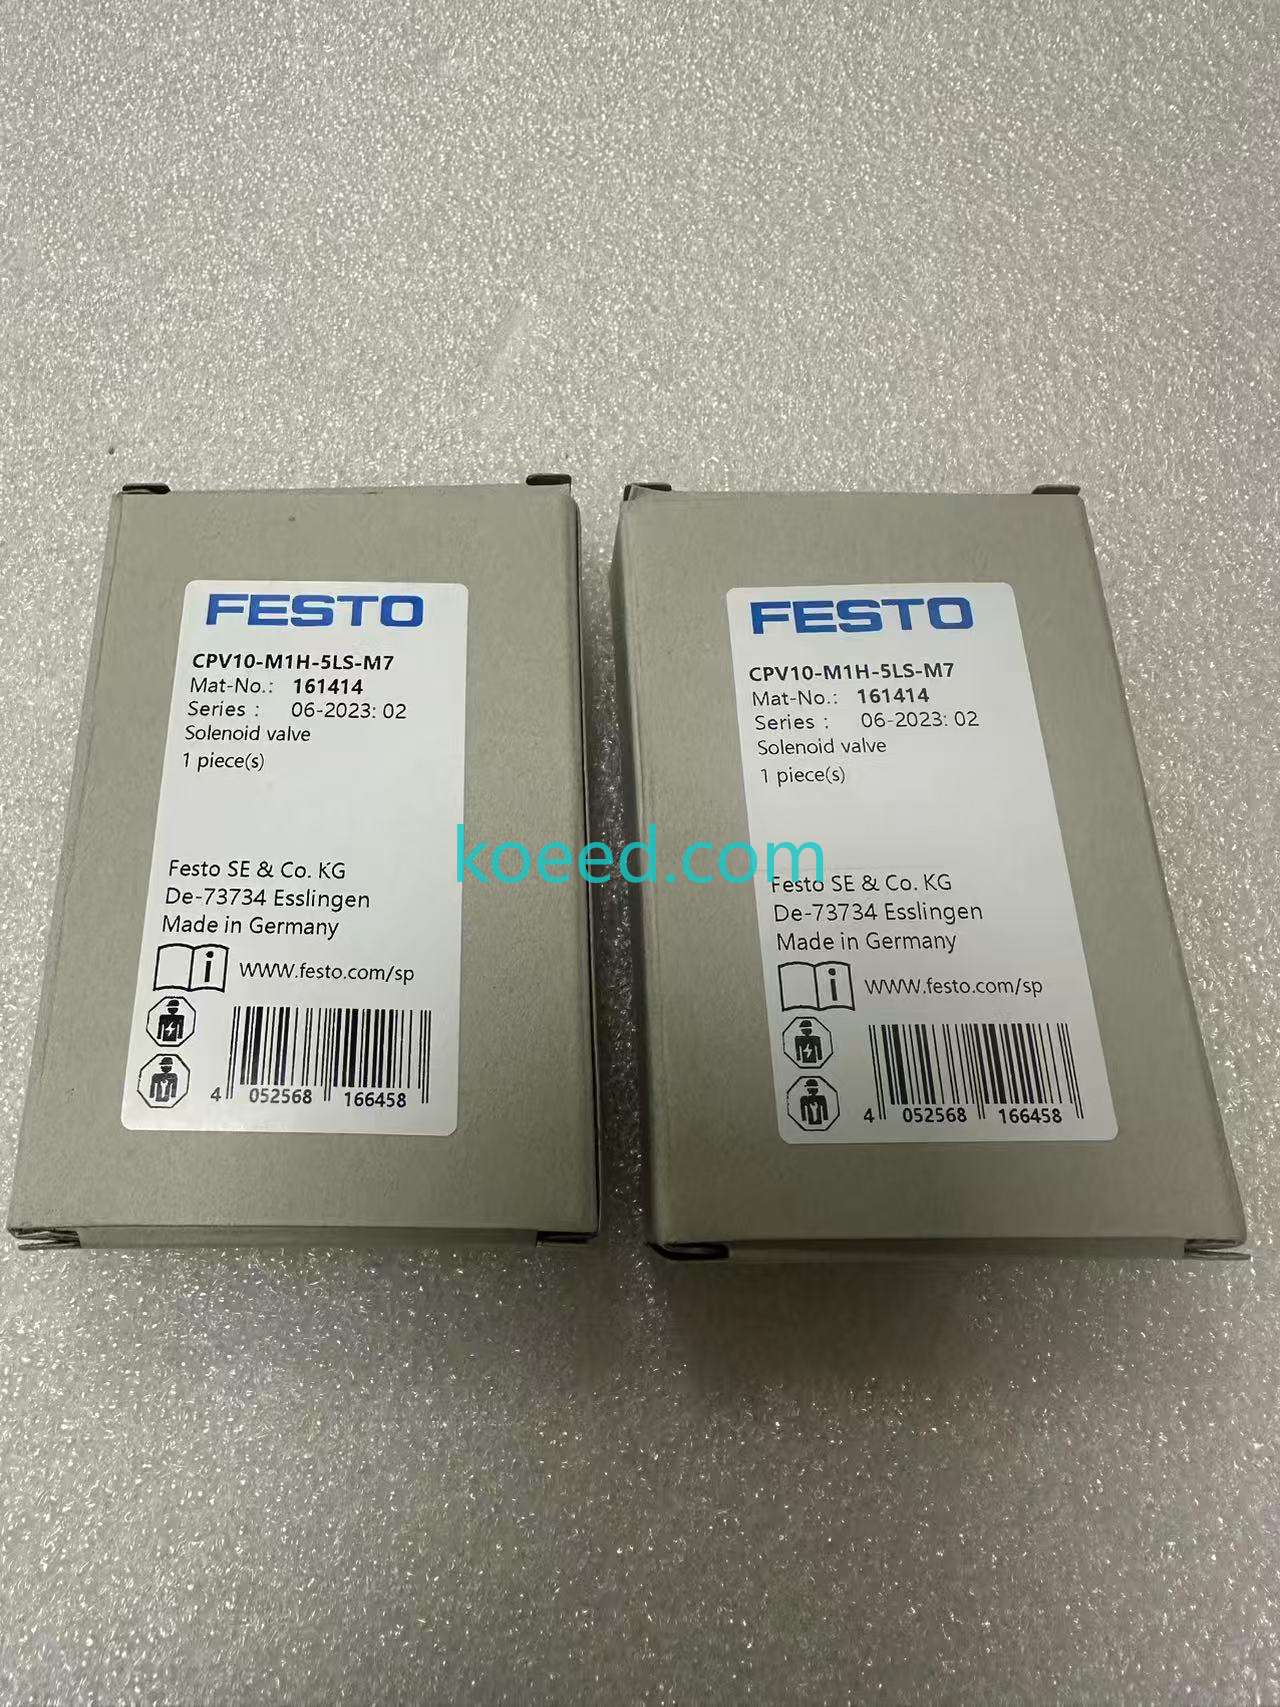 FESTO
CPV10-M1H-5LS-M7
Mat-No.: 161414
Series : 06-2023: 02
Solenoid valve
1 piece(s)
Festo SE & Co. KG
De-73734 Esslingen
Made in Germany
i WWW.festo.com/sp
4 052568 166458
FESTO
CPV10-M1H-5LS-M7
Mat-No.: 161414
Series : 06-2023: 02
Solenoid valve
1 piece(s)
Festo SE & Co. KG
De-73734 Esslingen
Made in Germany
i WWW.festo.com/sp
4 052568 166458
koeed.com